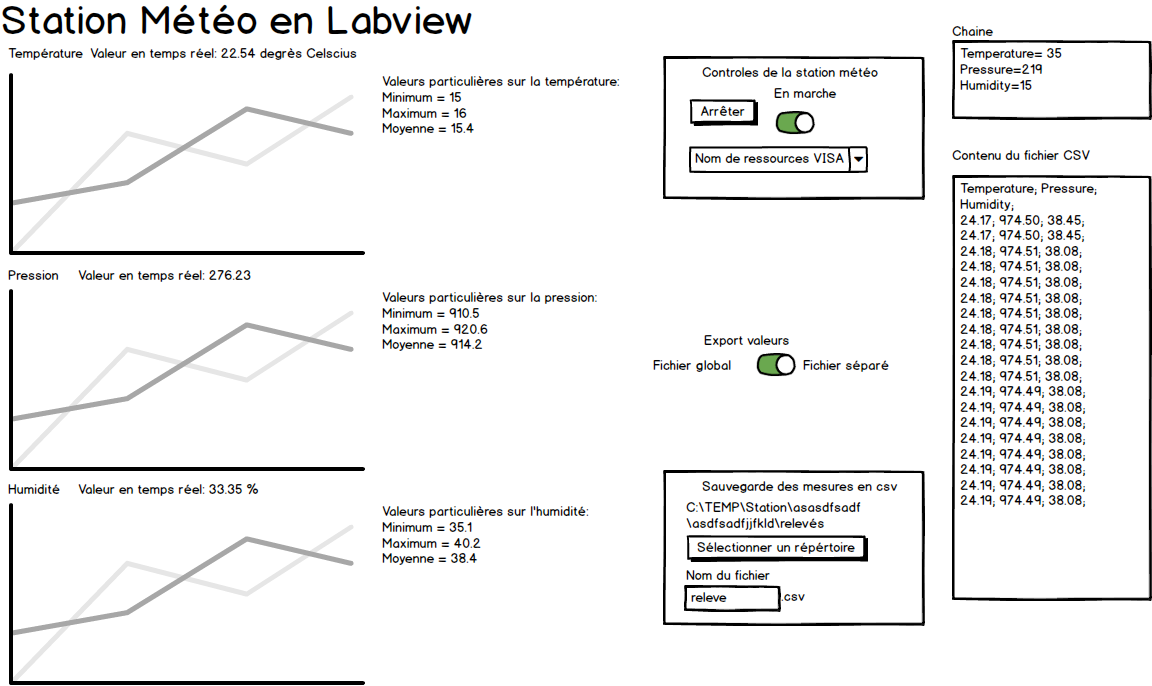 Station Météo en Labview
Température Valeur en temps réel: 22.54 degrès Celscius
Valeurs particulières sur la température:
Minimum = 15
Maximum = 16
Moyenne = 15.4
Pression Valeur en temps réel: 276.23
Valeurs particulières sur la pression:
Minimum = 910.5
Maximum = 920.6
Moyenne = 914.2
Humidité Valeur en temps réel: 33.35 %
Valeurs particulières sur l'humidité:
Minimum = 35.1
Maximum = 40.2
Moyenne = 38.4
Controles de la station météo
En marche
Arrêter
Nom de ressources VISA
Export valeurs
Fichier global Fichier séparé
Sauvegarde des mesures en csv
C:\TEMP\Station\asasdfsadf
\asdfsadfjjfkld\relevés
Sélectionner un répértoire
Nom du fichier
releve .csv
Chaine
Temperature= 35
Pressure=219
Humidity=15
Contenu du fichier CSV
Temperature; Pressure;
Humidity;
24.17; 974.50; 38.45;
24.17; 974.50; 38.45;
24.18; 974.51; 38.08;
24.18; 974.51; 38.08;
24.18; 974.51; 38.08;
24.18; 974.51; 38.08;
24.18; 974.51; 38.08;
24.18; 974.51; 38.08;
24.18; 974.51; 38.08;
24.18; 974.51; 38.08;
24.18; 974.51; 38.08;
24.19; 974.49; 38.08;
24.19; 974.49; 38.08;
24.19; 974.49; 38.08;
24.19; 974.49; 38.08;
24.19; 974.49; 38.08;
24.19; 974.49; 38.08;
24.19; 974.49; 38.08;
24.19; 974.49; 38.08;